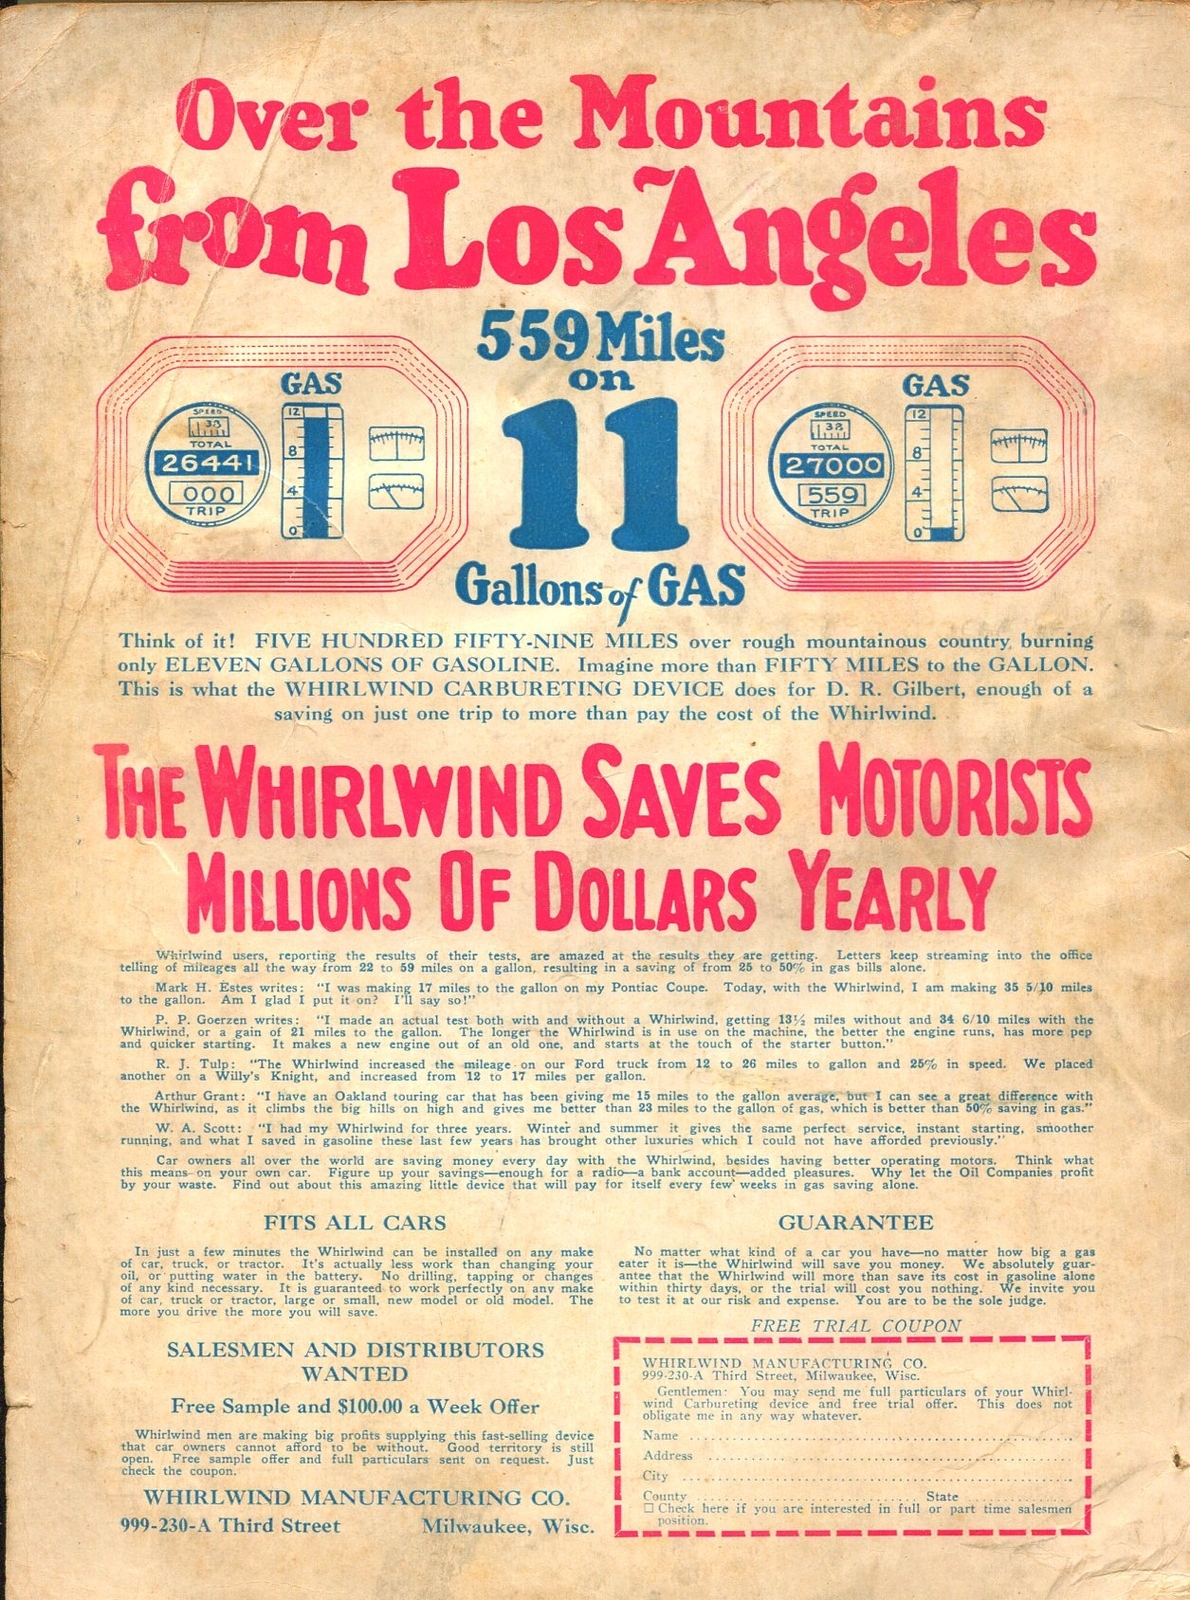 Over the Mountains
from Los Angeles
559 Miles
on
11
Gallons of GAS
GAS
SPEED
38
TOTAL
26441
000
TRIP
12
8
4
0
GAS
SPEED
38
TOTAL
27000
559
TRIP
12
8
4
0
Think of it! FIVE HUNDRED FIFTY-NINE MILES over rough mountainous country, burning
only ELEVEN GALLONS OF GASOLINE. Imagine more than FIFTY MILES to the GALLON.
This is what the WHIRLWIND CARBURETING DEVICE does for D. R. Gilbert, enough of a
saving on just one trip to more than pay the cost of the Whirlwind.
THE WHIRLWIND SAVES MOTORISTS
MILLIONS OF DOLLARS YEARLY
Whirlwind users, reporting the results of their tests, are amazed at the results they are getting. Letters keep streaming into the office
telling of mileages all the way from 22 to 59 miles on a gallon, resulting in a saving of from 25 to 50% in gas bills alone.
Mark H. Estes writes: "I was making 17 miles to the gallon on my Pontiac Coupe. Today, with the Whirlwind, I am making 35 5/10 miles
to the gallon. Am I glad I put it on? I'll say so!"
P. P. Goerzen writes: "I made an actual test both with and without a Whirlwind, getting 13½ miles without and 34 6/10 miles with the
Whirlwind, or a gain of 21 miles to the gallon. The longer the Whirlwind is in use on the machine, the better the engine runs, has more pep
and quicker starting. It makes a new engine out of an old one, and starts at the touch of the starter button."
R. J. Tulp: "The Whirlwind increased the mileage on our Ford truck from 12 to 26 miles to gallon and 25% in speed. We placed
another on a Willy's Knight, and increased from 12 to 17 miles per gallon.
Arthur Grant: "I have an Oakland touring car that has been giving me 15 miles to the gallon average, but I can see a great difference with
the Whirlwind, as it climbs the big hills on high and gives me better than 23 miles to the gallon of gas, which is better than 50% saving in gas."
W. A. Scott: "I had my Whirlwind for three years. Winter and summer it gives the same perfect service, instant starting, smoother
running, and what I saved in gasoline these last few years has brought other luxuries which I could not have afforded previously."
Car owners all over the world are saving money every day with the Whirlwind, besides having better operating motors. Think what
this means on your own car. Figure up your savings—enough for a radio—a bank account—added pleasures. Why let the Oil Companies profit
by your waste. Find out about this amazing little device that will pay for itself every few weeks in gas saving alone.
FITS ALL CARS
In just a few minutes the Whirlwind can be installed on any make
of car, truck, or tractor. It's actually less work than changing your
oil, or putting water in the battery. No drilling, tapping or changes
of any kind necessary. It is guaranteed to work perfectly on any make
of car, truck or tractor, large or small, new model or old model. The
more you drive the more you will save.
SALESMEN AND DISTRIBUTORS
WANTED
Free Sample and $100.00 a Week Offer
Whirlwind men are making big profits supplying this fast-selling device
that car owners cannot afford to be without. Good territory is still
open. Free sample offer and full particulars sent on request. Just
check the coupon.
WHIRLWIND MANUFACTURING CO.
999-230-A Third Street Milwaukee, Wisc.
GUARANTEE
No matter what kind of a car you have—no matter how big a gas
eater it is—the Whirlwind will save you money. We absolutely guar-
antee that the Whirlwind will more than save its cost in gasoline alone
within thirty days, or the trial will cost you nothing. We invite you
to test it at our risk and expense. You are to be the sole judge.
FREE TRIAL COUPON
WHIRLWIND MANUFACTURING CO.
999-230-A Third Street, Milwaukee, Wisc.
Gentlemen: You may send me full particulars of your Whirl-
wind Carbureting device and free trial offer. This does not
obligate me in any way whatever.
Name
Address
City
County State
☐ Check here if you are interested in full or part time salesmen
position.